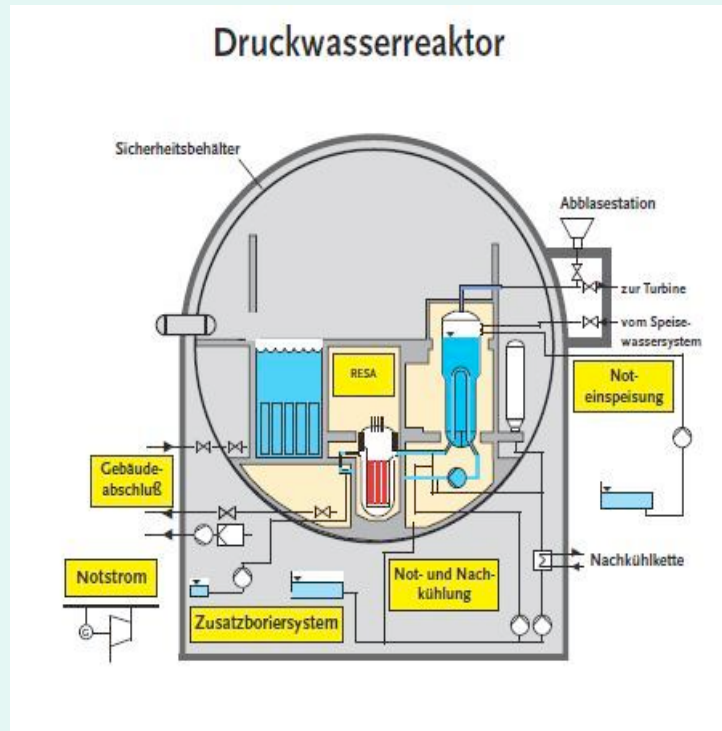 Druckwasserreaktor
Sicherheitsbehälter
Abblasestation
zur Turbine
vom Speise-
wassersystem
RESA
Not-
einspeisung
Gebäude-
abschluß
Nachkühlkette
Notstrom
Not- und Nach-
kühlung
G
Zusatzboriersystem